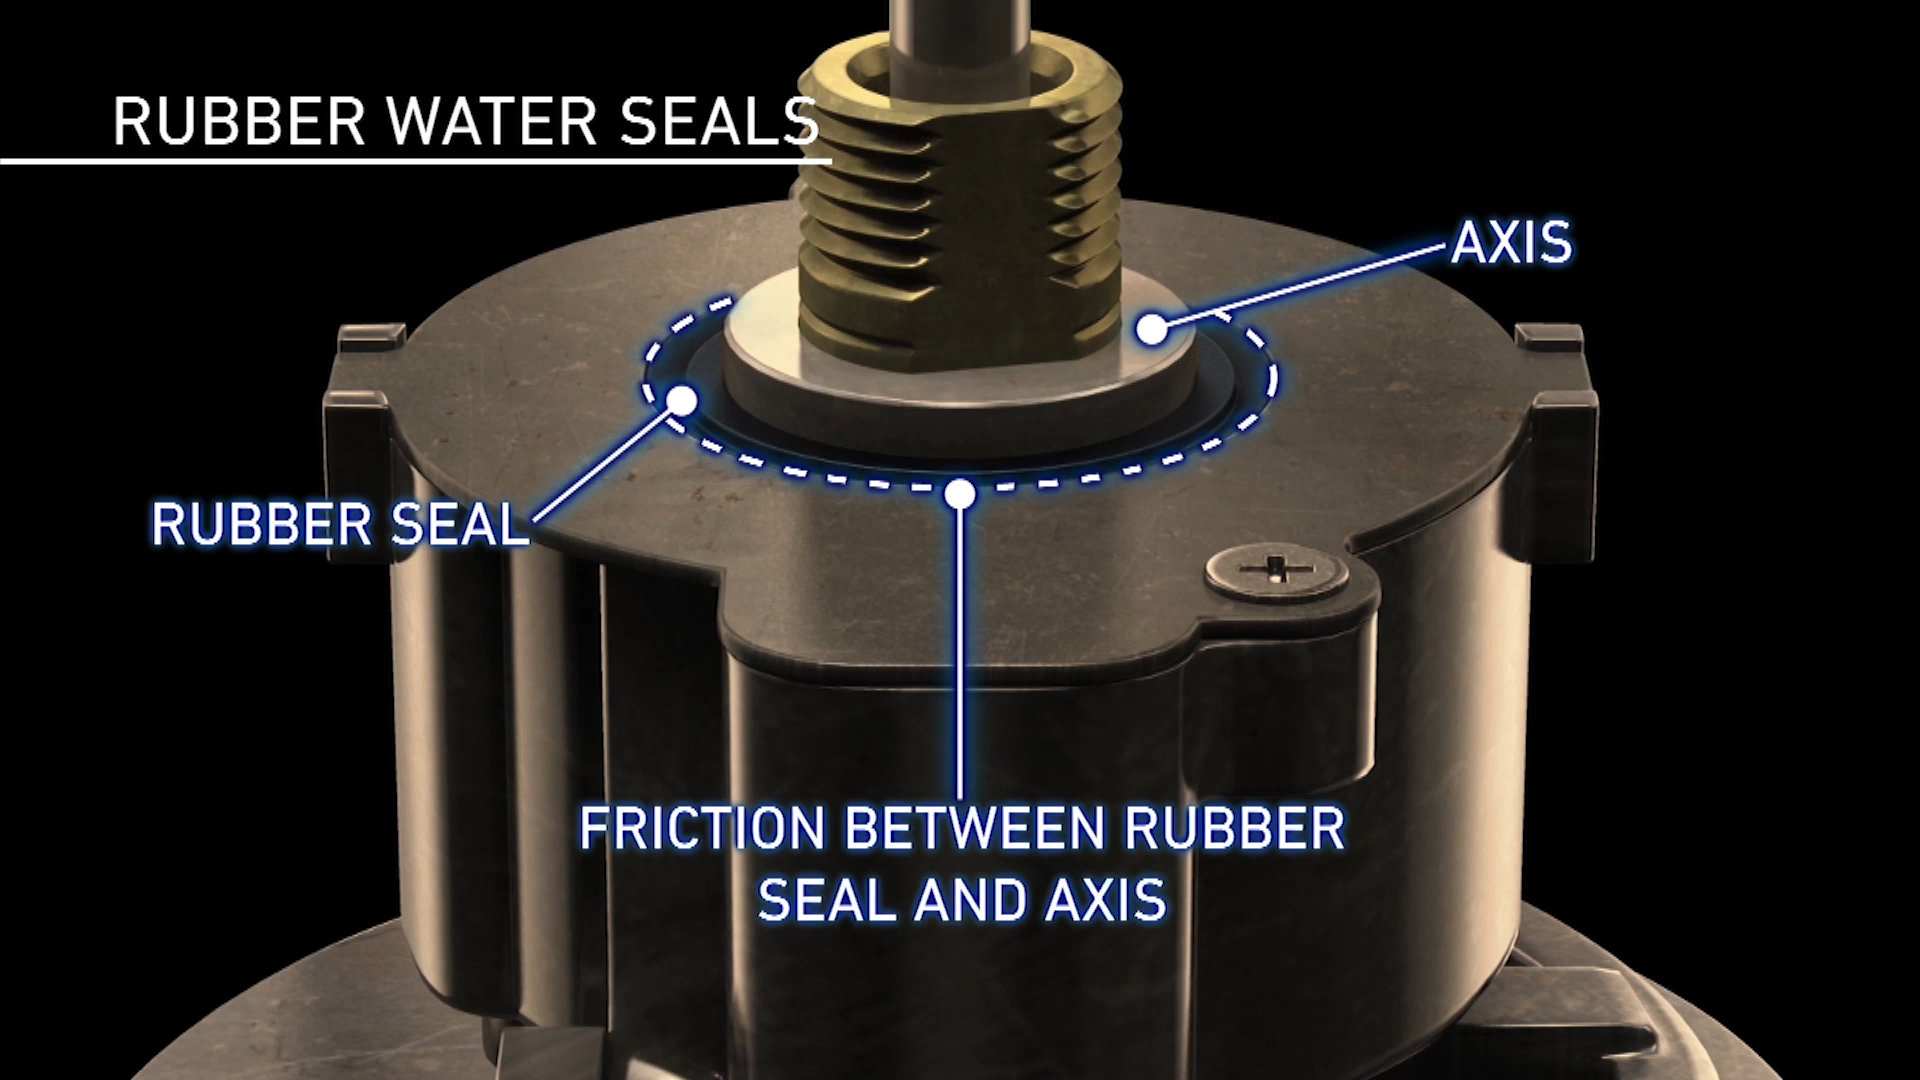 RUBBER WATER SEALS
AXIS
RUBBER SEAL
FRICTION BETWEEN RUBBER
SEAL AND AXIS